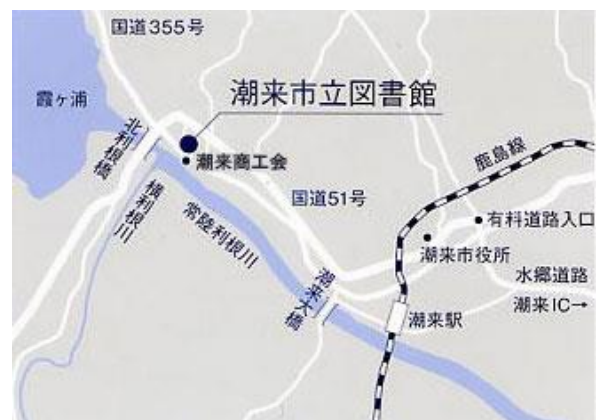 国道355号
霞ヶ浦
潮来市立図書館
北利根橋
潮来商工会
横利根川
常陸利根川
国道51号
鹿島線
有料道路入口
潮来市役所
水郷道路
潮来大橋
潮来IC→
潮来駅